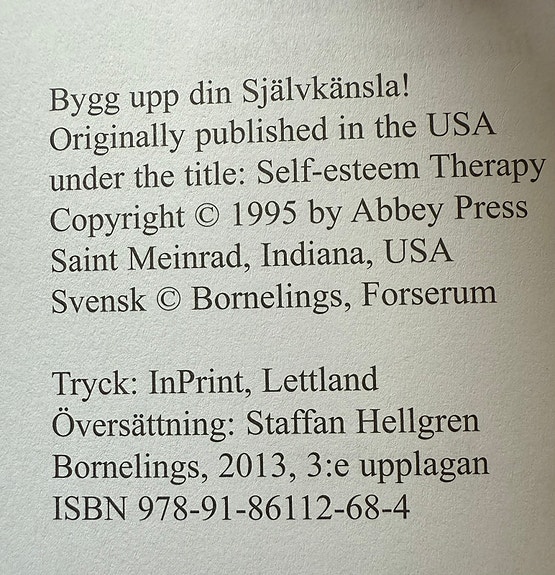 Bygg upp din Självkänsla!
Originally published in the USA
under the title: Self-esteem Therapy
Copyright © 1995 by Abbey Press
Saint Meinrad, Indiana, USA
Svensk © Bornelings, Forserum
Tryck: InPrint, Lettland
Översättning: Staffan Hellgren
Bornelings, 2013, 3:e upplagan
ISBN 978-91-86112-68-4